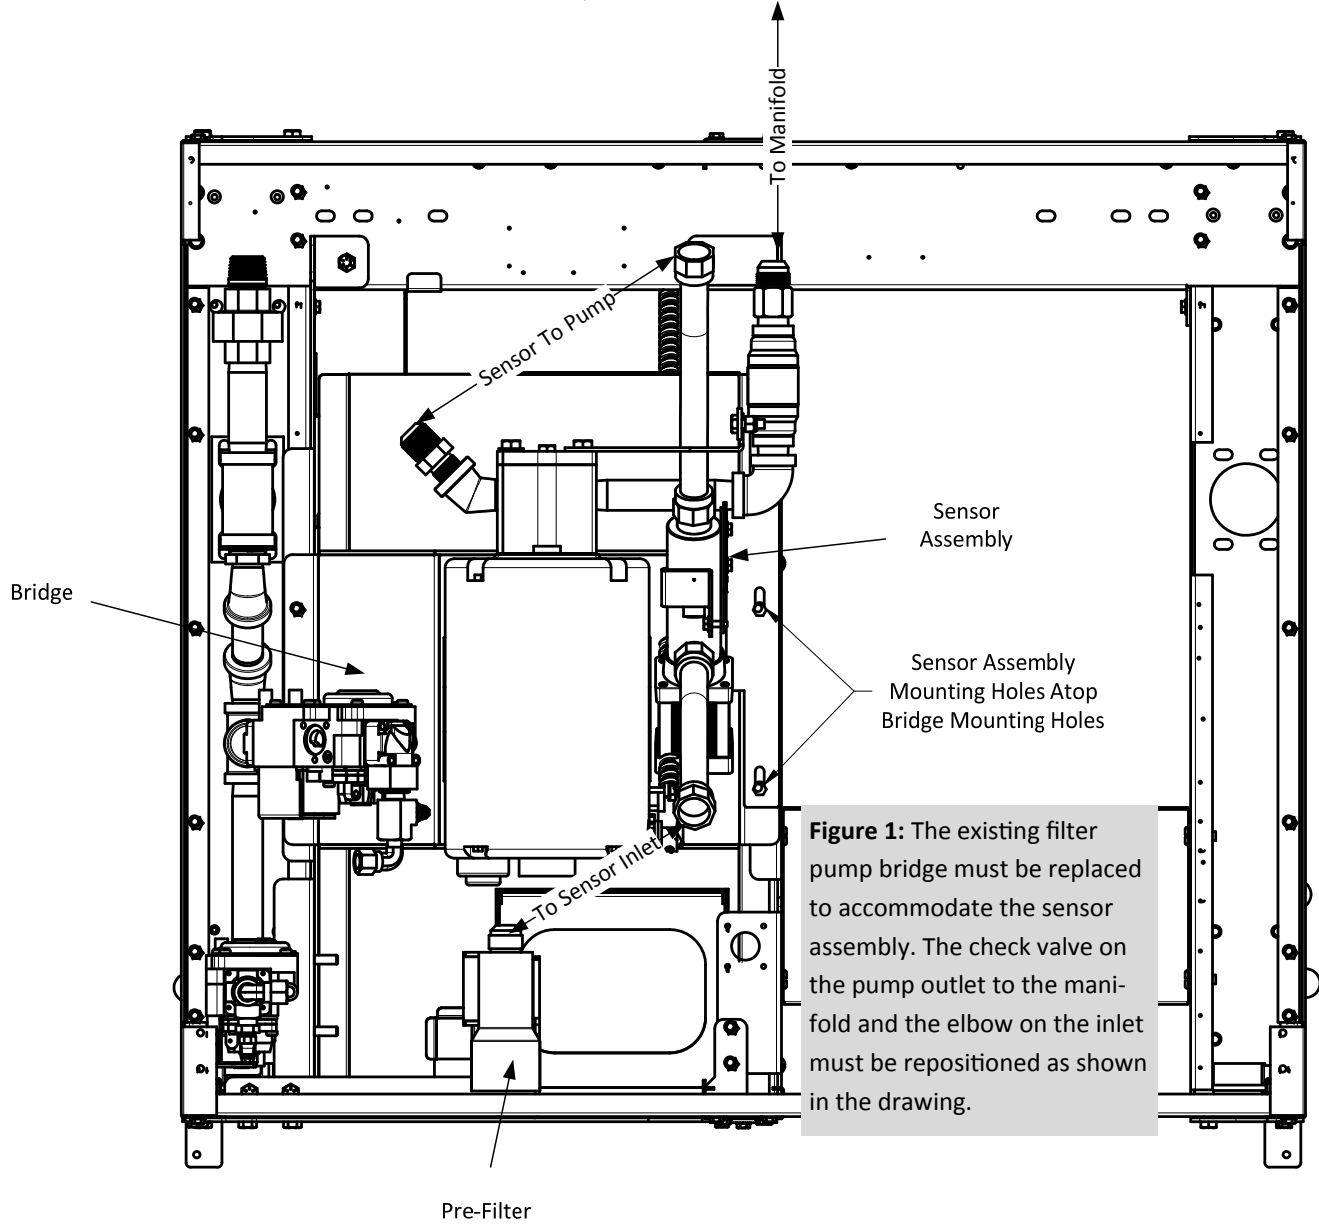 To Manifold
Sensor To Pump
Sensor
Assembly
Bridge
Sensor Assembly
Mounting Holes Atop
Bridge Mounting Holes
Figure 1: The existing filter
pump bridge must be replaced
to accommodate the sensor
assembly. The check valve on
the pump outlet to the mani-
fold and the elbow on the inlet
must be repositioned as shown
in the drawing.
To Sensor Inlet
Pre-Filter